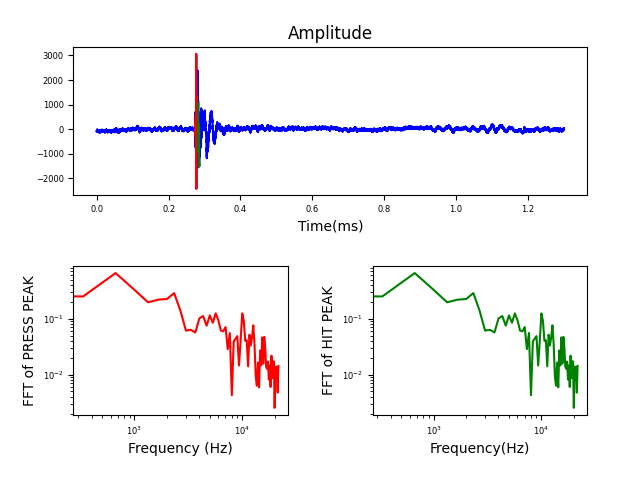 Amplitude
3000
2000
1000
0
−1000
−2000
0.0 0.2 0.4 0.6 0.8 1.0 1.2
Time(ms)
FFT of PRESS PEAK
10⁻¹
10⁻²
10³ 10⁴
Frequency (Hz)
FFT of HIT PEAK
10⁻¹
10⁻²
10³ 10⁴
Frequency(Hz)